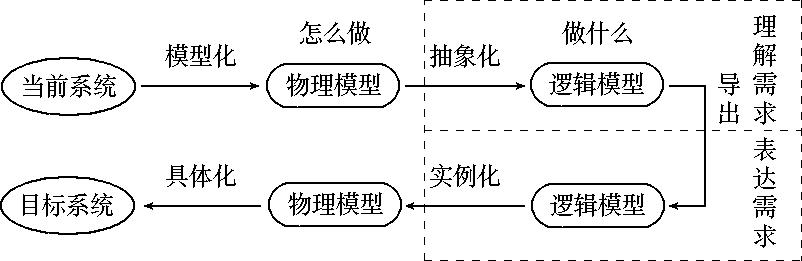 怎么做
做什么
理解需求
模型化
抽象化
导出
当前系统
物理模型
逻辑模型
表达需求
具体化
实例化
目标系统
物理模型
逻辑模型